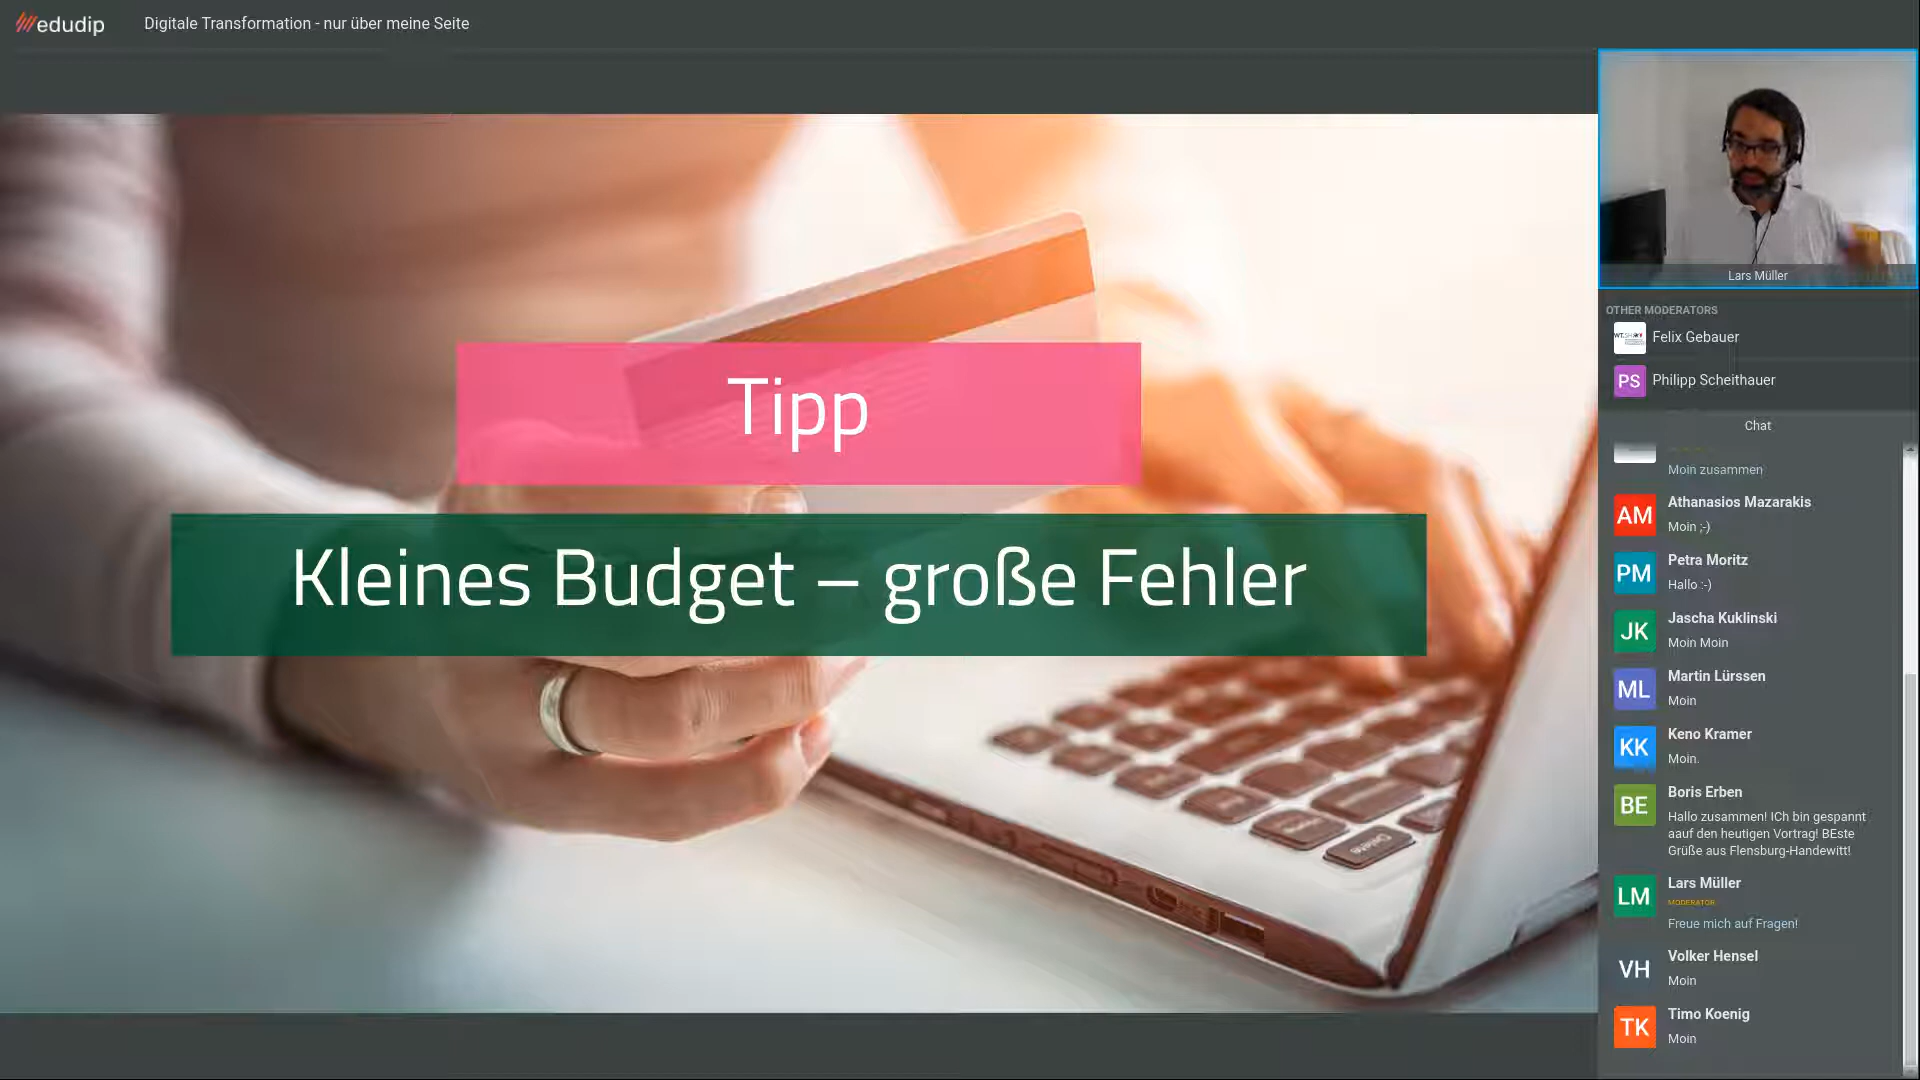 edudip
Digitale Transformation - nur über meine Seite
Tipp
Kleines Budget – große Fehler
Lars Müller
OTHER MODERATORS
Felix Gebauer
PS
Philipp Scheithauer
Chat
Moin zusammen
AM
Athanasios Mazarakis
Moin ;-)
PM
Petra Moritz
Hallo :-)
JK
Jascha Kuklinski
Moin Moin
ML
Martin Lürssen
Moin
KK
Keno Kramer
Moin.
BE
Boris Erben
Hallo zusammen! ICh bin gespannt
aauf den heutigen Vortrag! BEste
Grüße aus Flensburg-Handewitt!
LM
Lars Müller
MODERATOR
Freue mich auf Fragen!
VH
Volker Hensel
Moin
TK
Timo Koenig
Moin
Delete